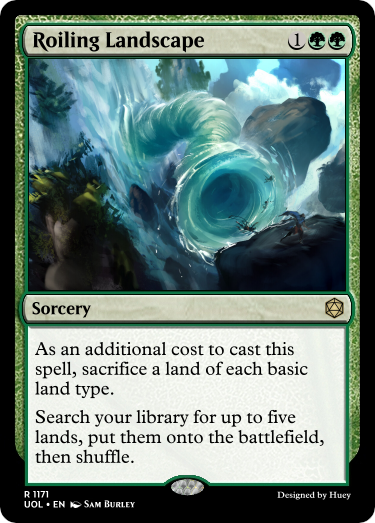 Roiling Landscape 1
Sorcery
As an additional cost to cast this
spell, sacrifice a land of each basic
land type.
Search your library for up to five
lands, put them onto the battlefield,
then shuffle.
R 1171
UOL • EN SAM BURLEY
Designed by Huey